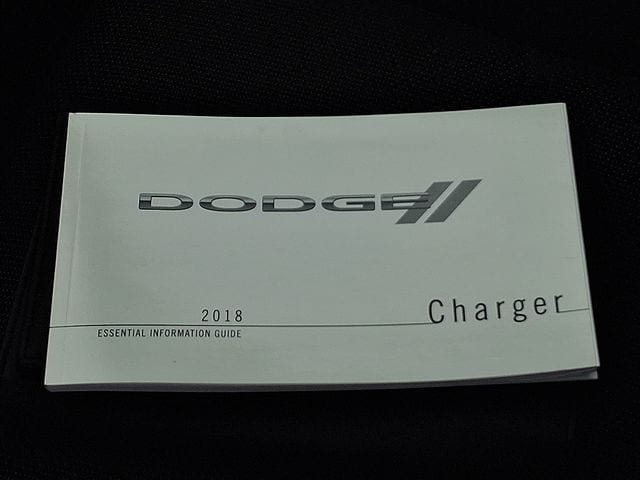 DODGE
2018
Charger
ESSENTIAL INFORMATION GUIDE